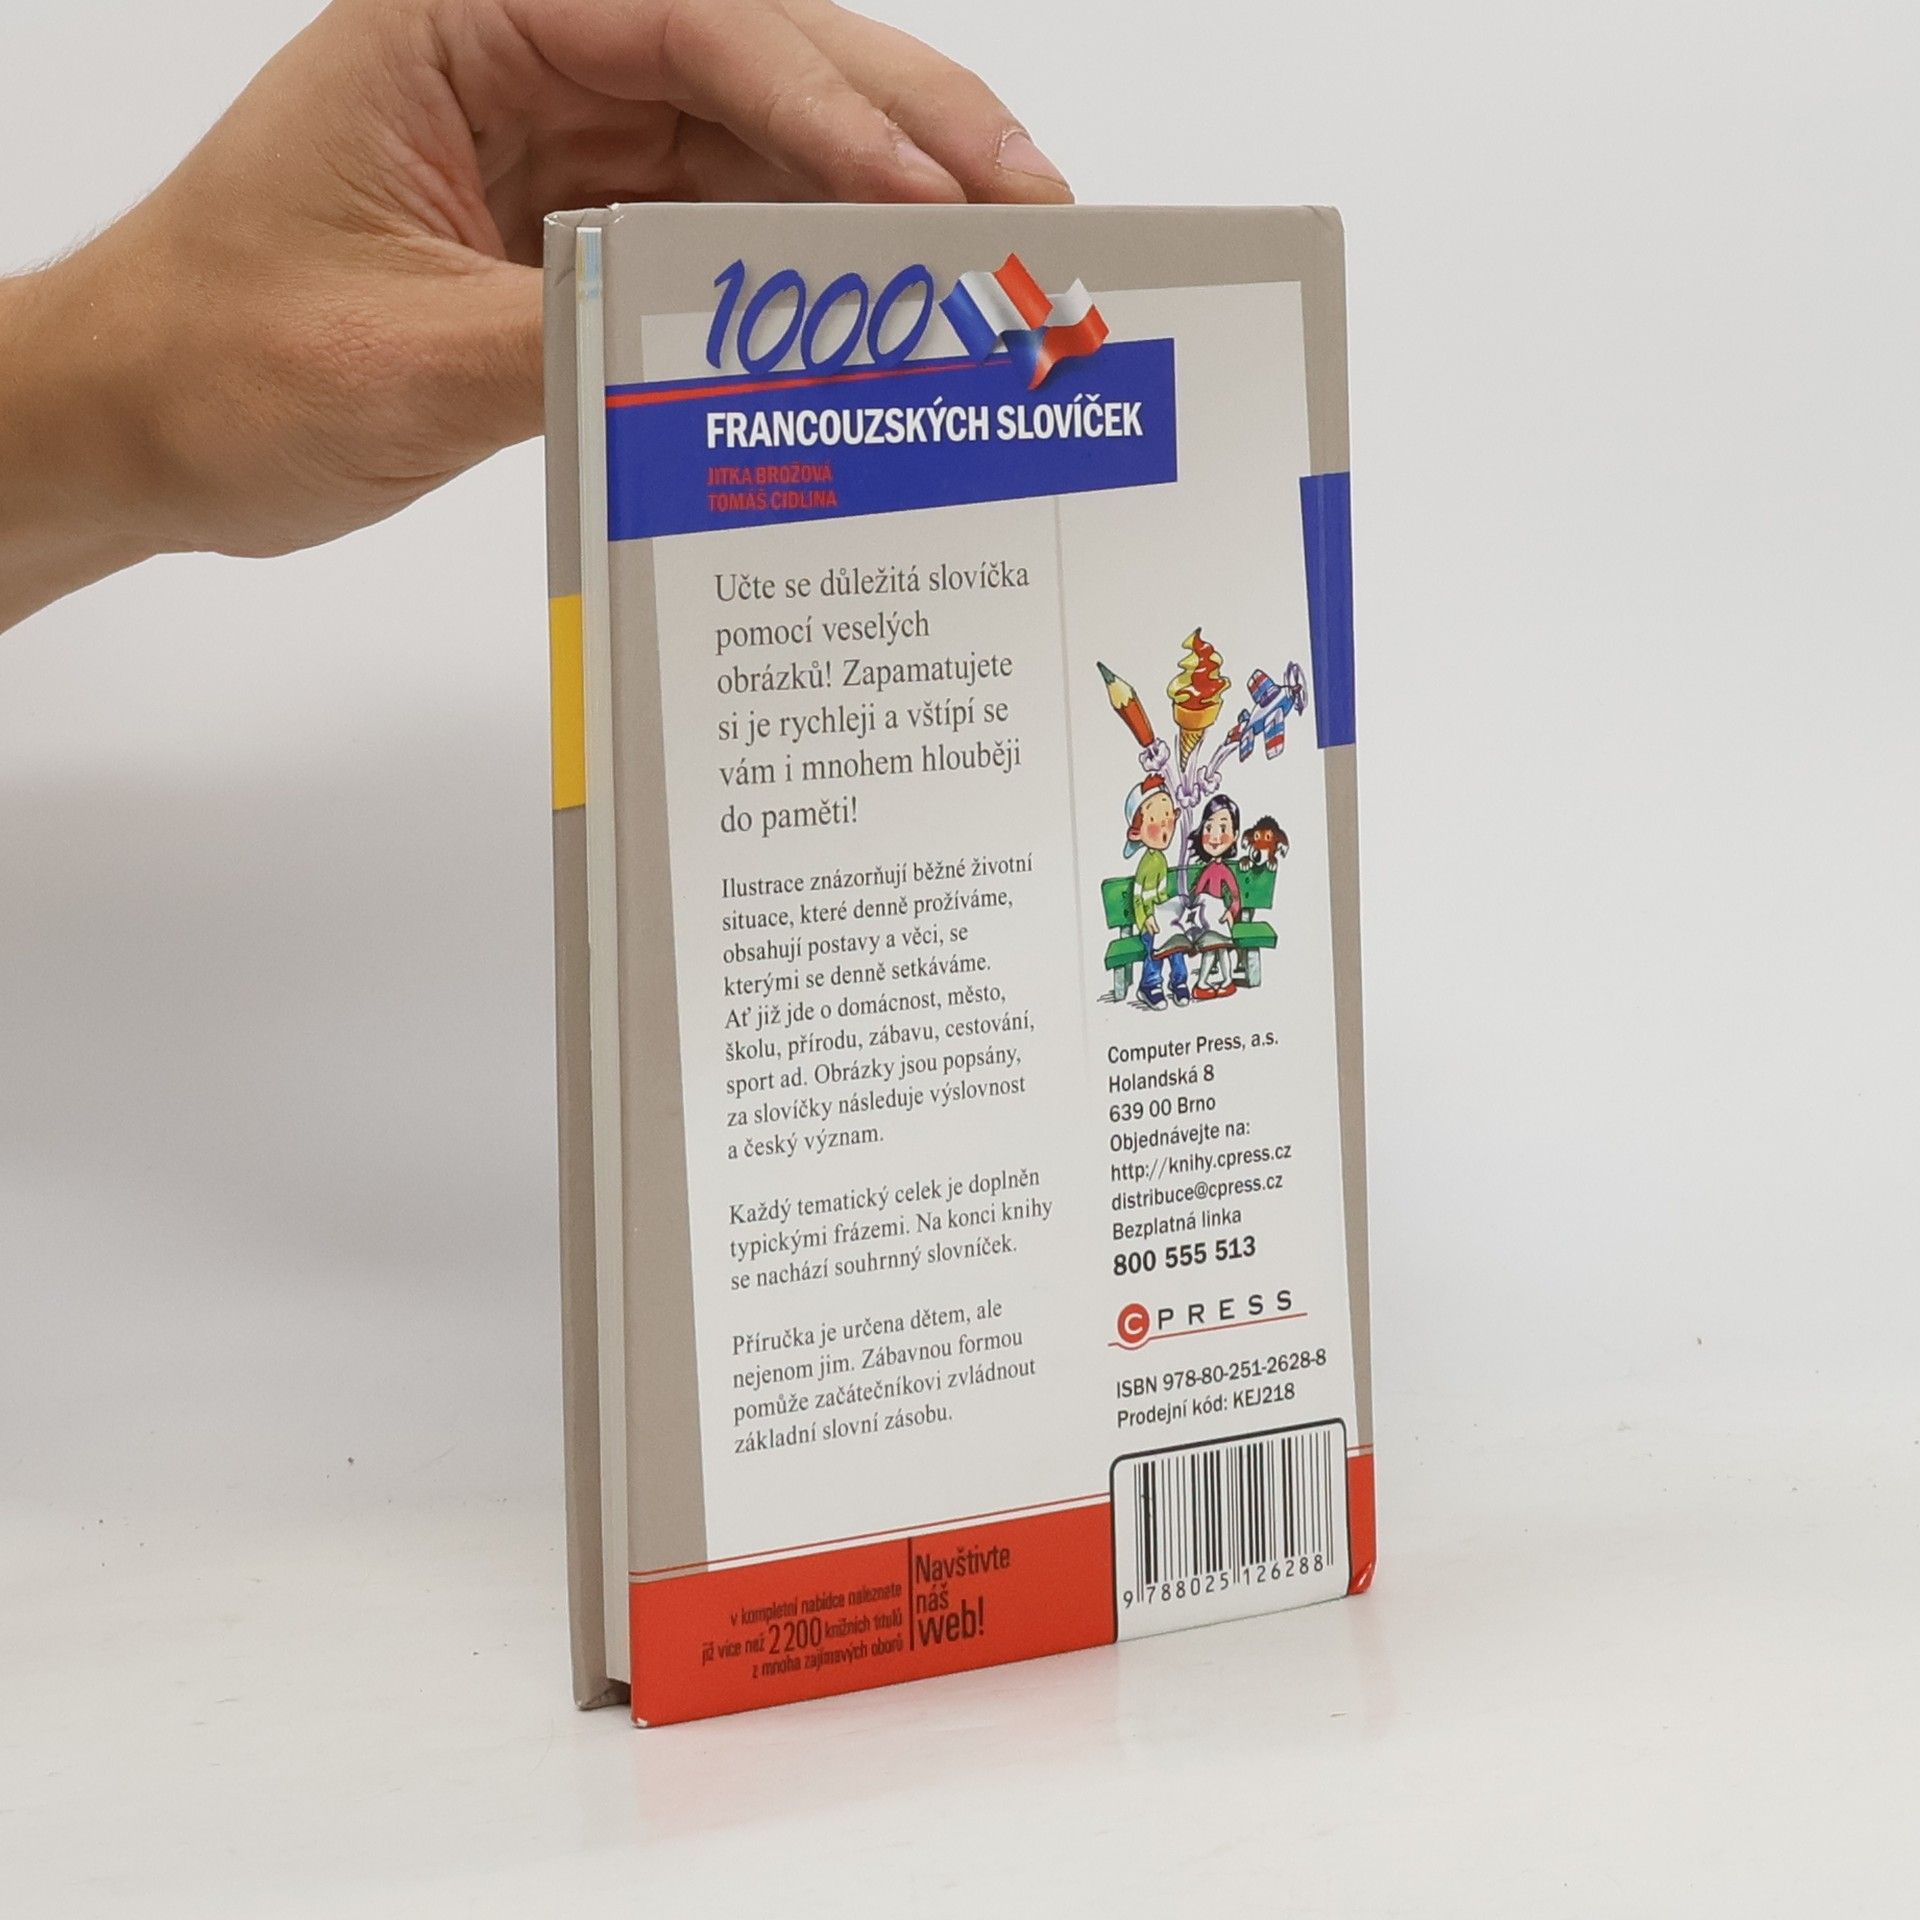 1000
FRANCOUZSKÝCH SLOVÍČEK
JITKA BROŽOVÁ
TOMÁŠ CIDLINA
Učte se důležitá slovíčka
pomocí veselých
obrázků! Zapamatujete
si je rychleji a vštípí se
vám i mnohem hlouběji
do paměti!
Ilustrace znázorňují běžné životní
situace, které denně prožíváme,
obsahují postavy a věci, se
kterými se denně setkáváme.
Ať již jde o domácnost, město,
školu, přírodu, zábavu, cestování,
sport ad. Obrázky jsou popsány,
za slovíčky následuje výslovnost
a český význam.
Každý tematický celek je doplněn
typickými frázemi. Na konci knihy
se nachází souhrnný slovníček.
Příručka je určena dětem, ale
nejenom jim. Zábavnou formou
pomůže začátečníkovi zvládnout
základní slovní zásobu.
Computer Press, a.s.
Holandská 8
639 00 Brno
Objednávejte na:
http://knihy.cpress.cz
distribuce@cpress.cz
Bezplatná linka
800 555 513
CPRESS
ISBN 978-80-251-2628-8
Prodejní kód: KEJ218
9 788025 126288
v kompletní nabídce naleznete
již více než 2200 knižních titulů
z mnoha zajímavých oborů
Navštivte
náš
web!